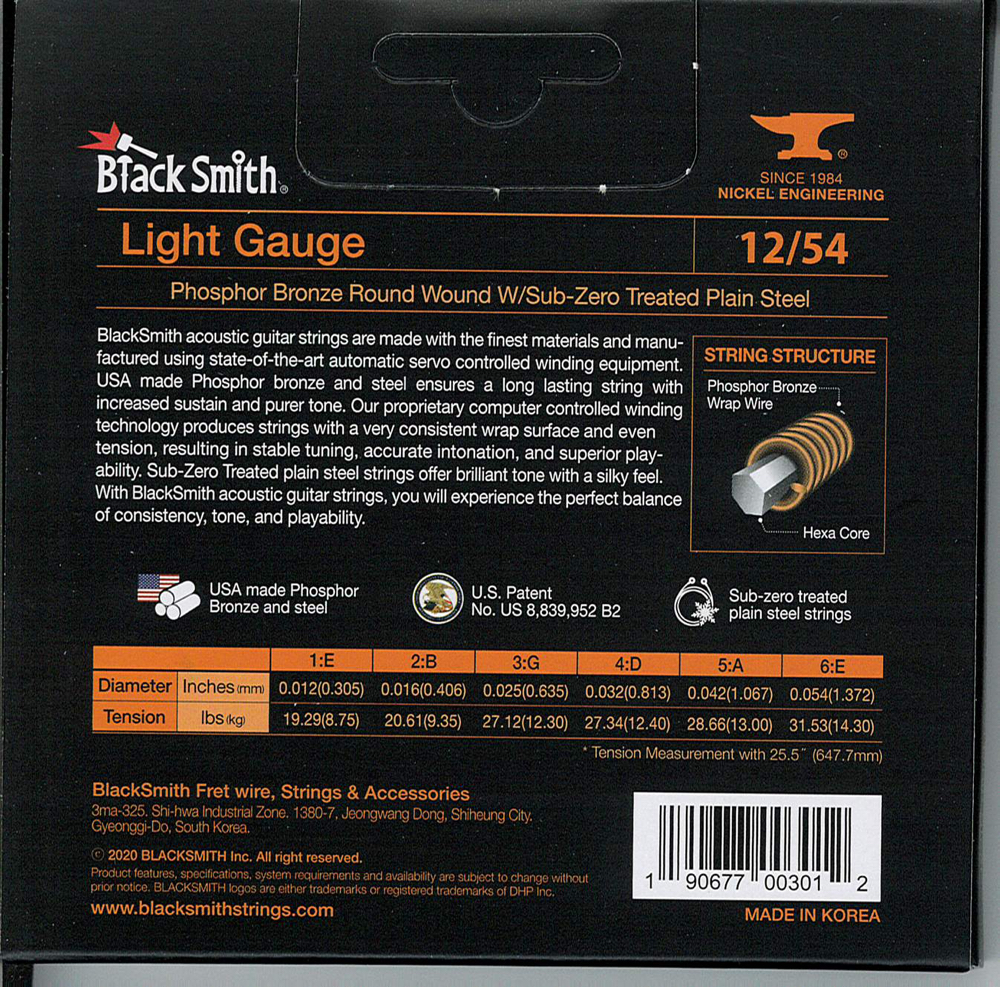 Black Smith®
®
SINCE 1984
NICKEL ENGINEERING
Light Gauge
12/54
Phosphor Bronze Round Wound W/Sub-Zero Treated Plain Steel
BlackSmith acoustic guitar strings are made with the finest materials and manu-
factured using state-of-the-art automatic servo controlled winding equipment.
USA made Phosphor bronze and steel ensures a long lasting string with
increased sustain and purer tone. Our proprietary computer controlled winding
technology produces strings with a very consistent wrap surface and even
tension, resulting in stable tuning, accurate intonation, and superior play-
ability. Sub-Zero Treated plain steel strings offer brilliant tone with a silky feel.
With BlackSmith acoustic guitar strings, you will experience the perfect balance
of consistency, tone, and playability.
STRING STRUCTURE
Phosphor Bronze
Wrap Wire
Hexa Core
USA made Phosphor
Bronze and steel
U.S. Patent
No. US 8,839,952 B2
Sub-zero treated
plain steel strings
1:E 2:B 3:G 4:D 5:A 6:E
Diameter Inches (mm) 0.012(0.305) 0.016(0.406) 0.025(0.635) 0.032(0.813) 0.042(1.067) 0.054(1.372)
Tension lbs (kg) 19.29(8.75) 20.61(9.35) 27.12(12.30) 27.34(12.40) 28.66(13.00) 31.53(14.30)
* Tension Measurement with 25.5″ (647.7mm)
BlackSmith Fret wire, Strings & Accessories
3ma-325. Shi-hwa Industrial Zone. 1380-7, Jeongwang Dong, Shiheung City.
Gyeonggi-Do, South Korea.
© 2020 BLACKSMITH Inc. All right reserved.
Product features, specifications, system requirements and availability are subject to change without
prior notice. BLACKSMITH logos are either trademarks or registered trademarks of DHP Inc.
www.blacksmithstrings.com
1 90677 00301 2
MADE IN KOREA